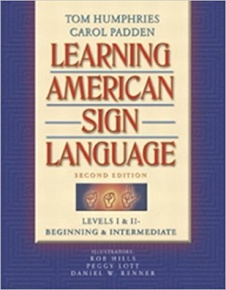 TOM HUMPHRIES
CAROL PADDEN
LEARNING
AMERICAN
SIGN
LANGUAGE
SECOND EDITION
LEVELS I & II-
BEGINNING & INTERMEDIATE
ILLUSTRATORS
ROB HILLS
PEGGY LOTT
DANIEL W. RENNER